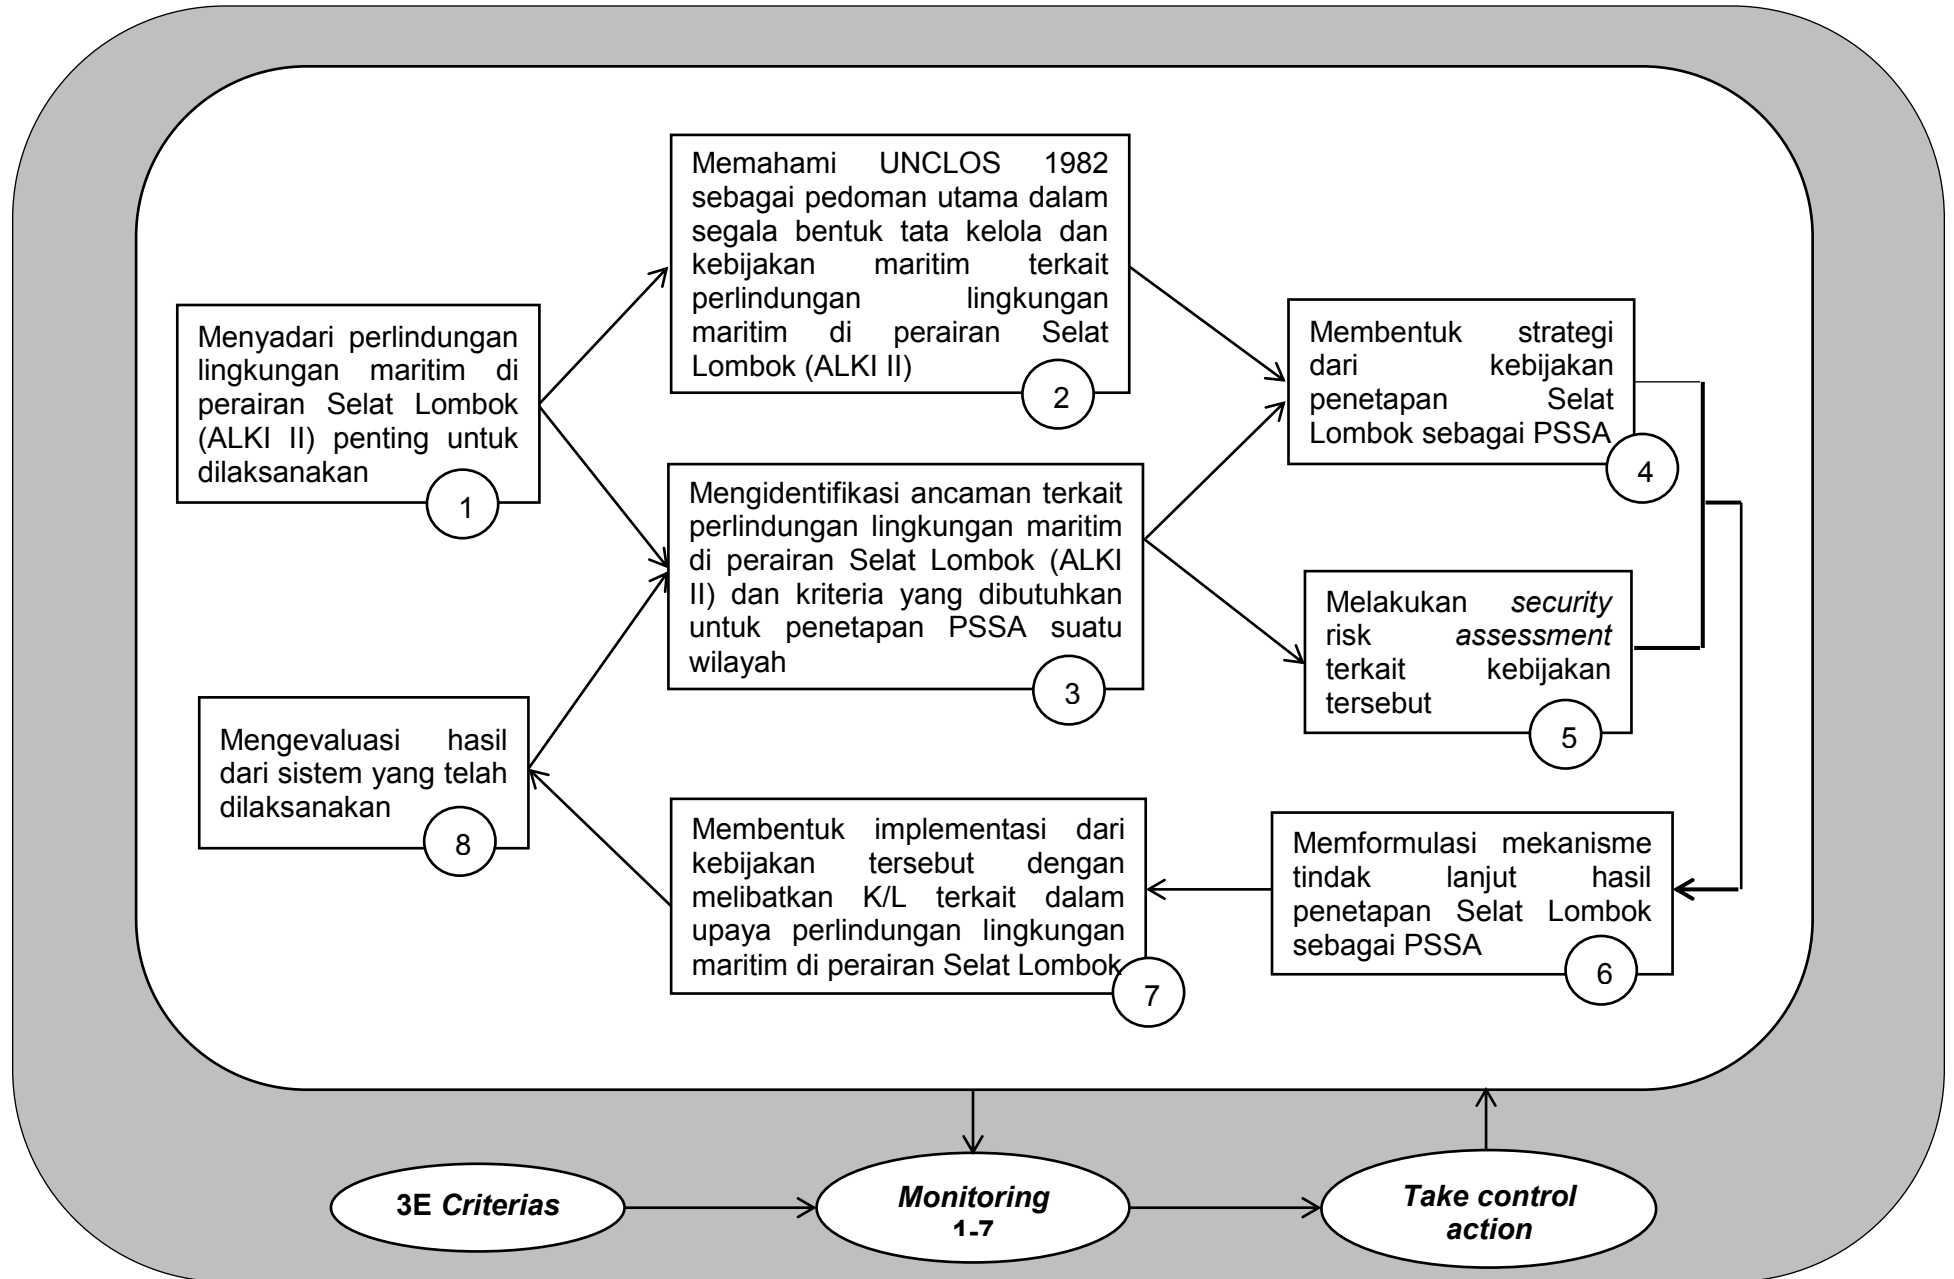 Menyadari perlindungan
lingkungan maritim di
perairan Selat Lombok
(ALKI II) penting untuk
dilaksanakan
1
Memahami UNCLOS 1982
sebagai pedoman utama dalam
segala bentuk tata kelola dan
kebijakan maritim terkait
perlindungan lingkungan
maritim di perairan Selat
Lombok (ALKI II)
2
Mengidentifikasi ancaman terkait
perlindungan lingkungan maritim
di perairan Selat Lombok (ALKI
II) dan kriteria yang dibutuhkan
untuk penetapan PSSA suatu
wilayah
3
Membentuk strategi
dari kebijakan
penetapan Selat
Lombok sebagai PSSA
4
Melakukan security
risk assessment
terkait kebijakan
tersebut
5
Memformulasi mekanisme
tindak lanjut hasil
penetapan Selat Lombok
sebagai PSSA
6
Membentuk implementasi dari
kebijakan tersebut dengan
melibatkan K/L terkait dalam
upaya perlindungan lingkungan
maritim di perairan Selat Lombok
7
Mengevaluasi hasil
dari sistem yang telah
dilaksanakan
8
3E Criterias
Monitoring
1-7
Take control
action